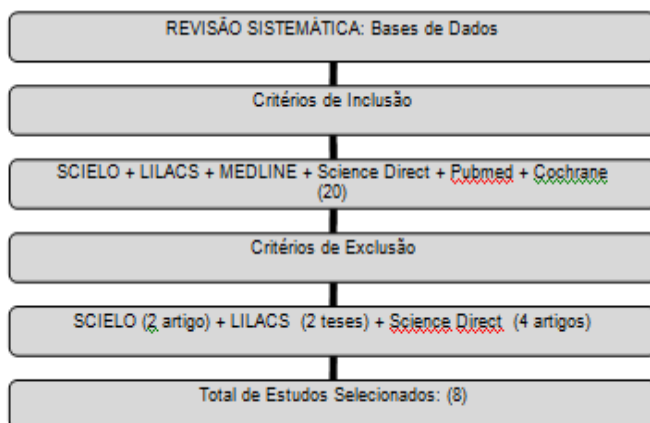 REVISÃO SISTEMÁTICA: Bases de Dados
Critérios de Inclusão
SCIELO + LILACS + MEDLINE + Science Direct + Pubmed + Cochrane
(20)
Critérios de Exclusão
SCIELO (2 artigo) + LILACS (2 teses) + Science Direct (4 artigos)
Total de Estudos Selecionados: (8)